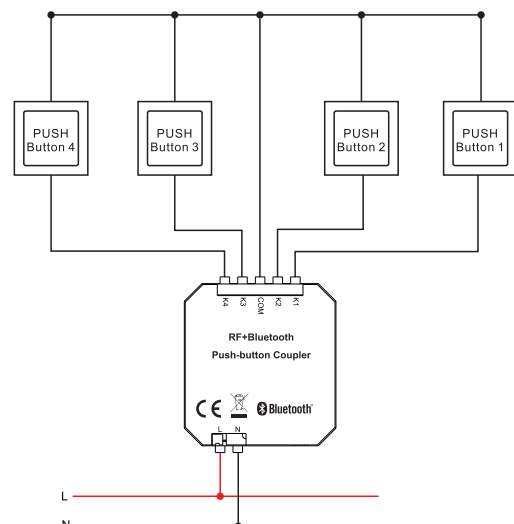 PUSH
Button 4
PUSH
Button 3
PUSH
Button 2
PUSH
Button 1
K4
K3
COM
K2
K1
RF+Bluetooth
Push-button Coupler
CE
Bluetooth®
L N
L
N